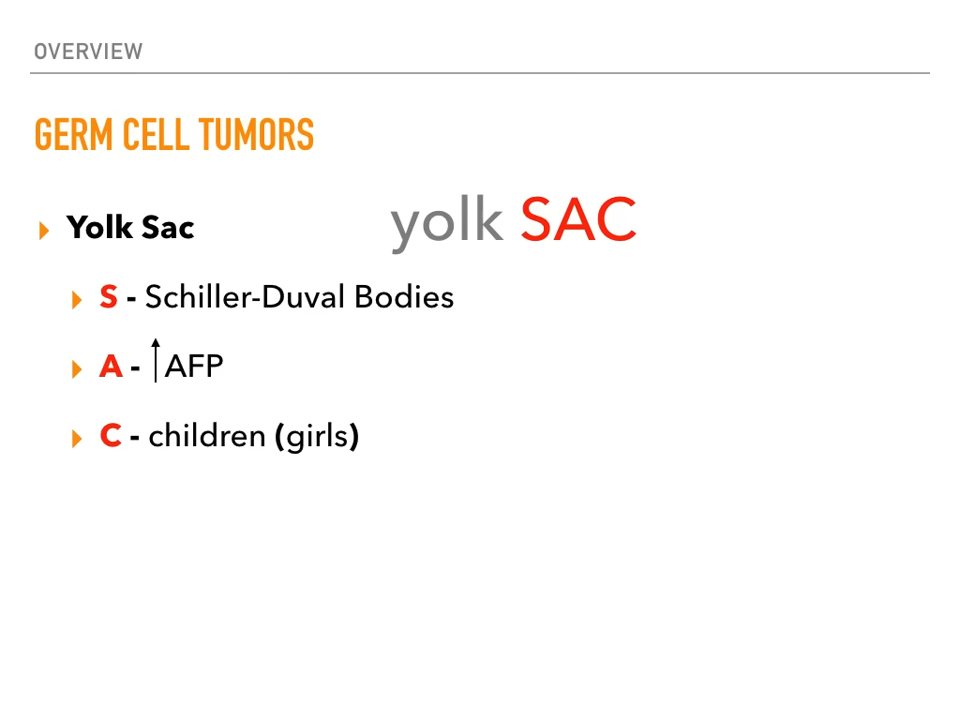 OVERVIEW
GERM CELL TUMORS
yolk SAC
Yolk Sac
S - Schiller-Duval Bodies
A - ↑AFP
C - children (girls)